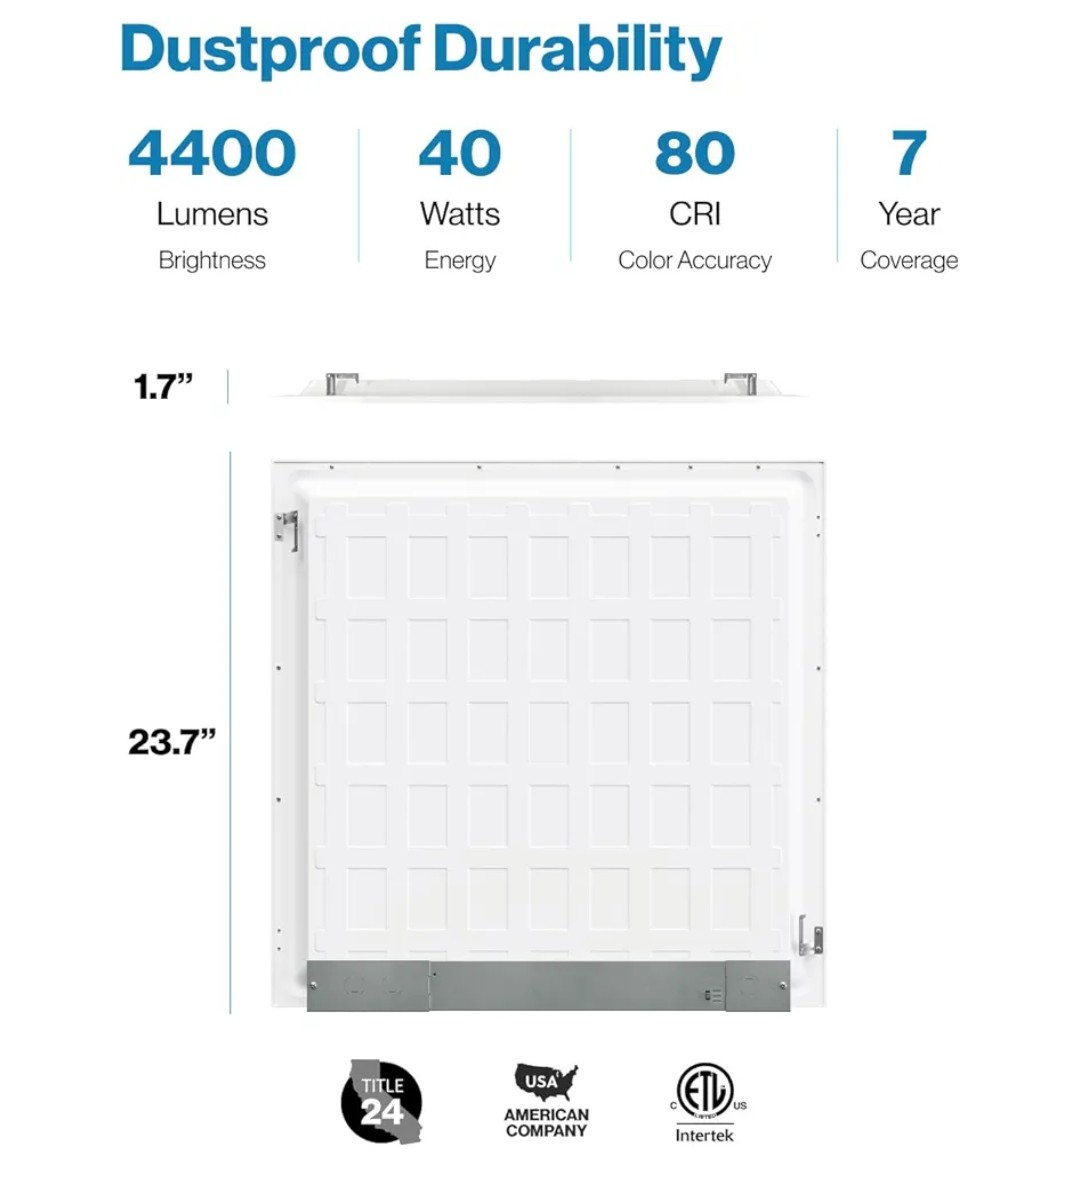 Dustproof Durability
4400
Lumens
Brightness
40
Watts
Energy
80
CRI
Color Accuracy
7
Year
Coverage
1.7”
23.7”
TITLE
24
USA
AMERICAN
COMPANY
ETL
LISTED
C
US
Intertek